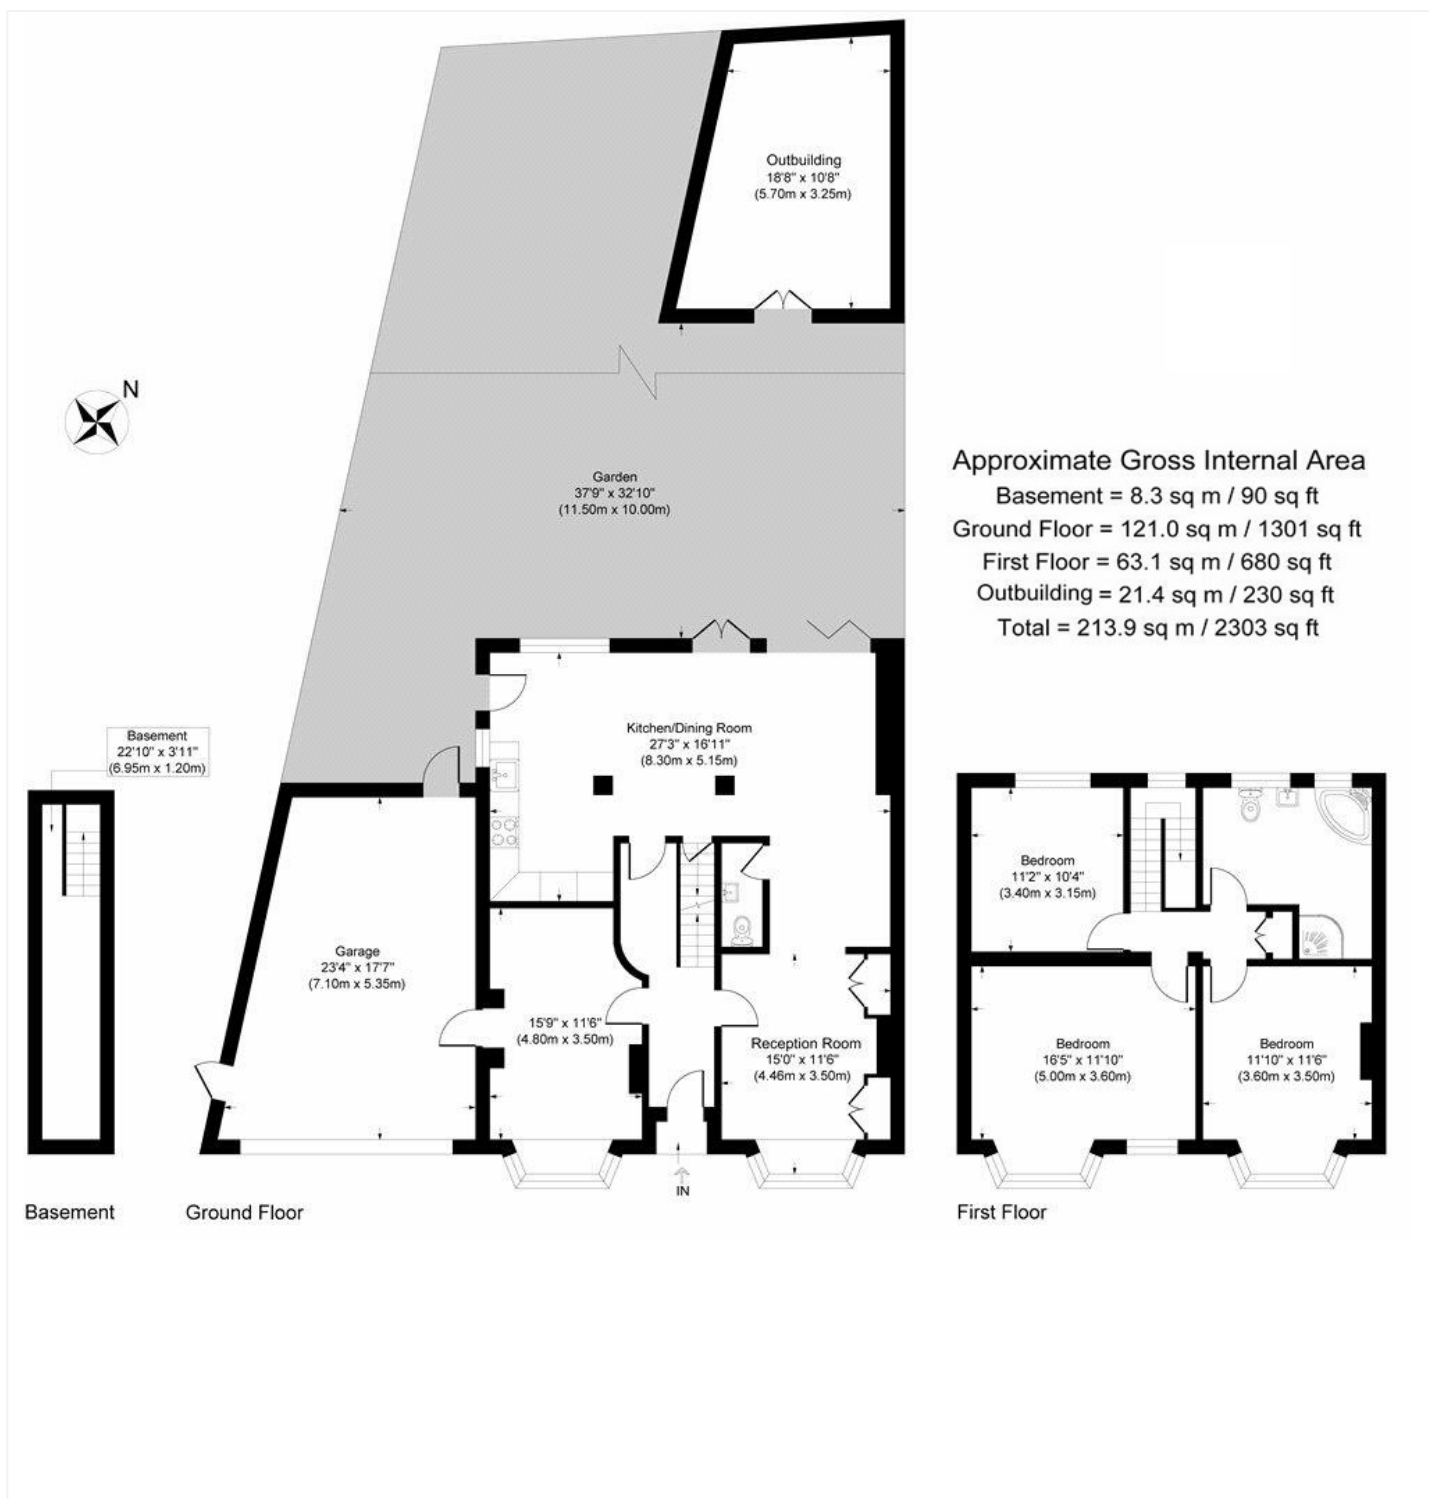 Outbuilding
18'8" x 10'8"
(5.70m x 3.25m)
N
Garden
37'9" x 32'10"
(11.50m x 10.00m)
Approximate Gross Internal Area
Basement = 8.3 sq m / 90 sq ft
Ground Floor = 121.0 sq m / 1301 sq ft
First Floor = 63.1 sq m / 680 sq ft
Outbuilding = 21.4 sq m / 230 sq ft
Total = 213.9 sq m / 2303 sq ft
Basement
22'10" x 3'11"
(6.95m x 1.20m)
Kitchen/Dining Room
27'3" x 16'11"
(8.30m x 5.15m)
Garage
23'4" x 17'7"
(7.10m x 5.35m)
15'9" x 11'6"
(4.80m x 3.50m)
Reception Room
15'0" x 11'6"
(4.46m x 3.50m)
IN
Bedroom
11'2" x 10'4"
(3.40m x 3.15m)
Bedroom
16'5" x 11'10"
(5.00m x 3.60m)
Bedroom
11'10" x 11'6"
(3.60m x 3.50m)
Basement
Ground Floor
First Floor